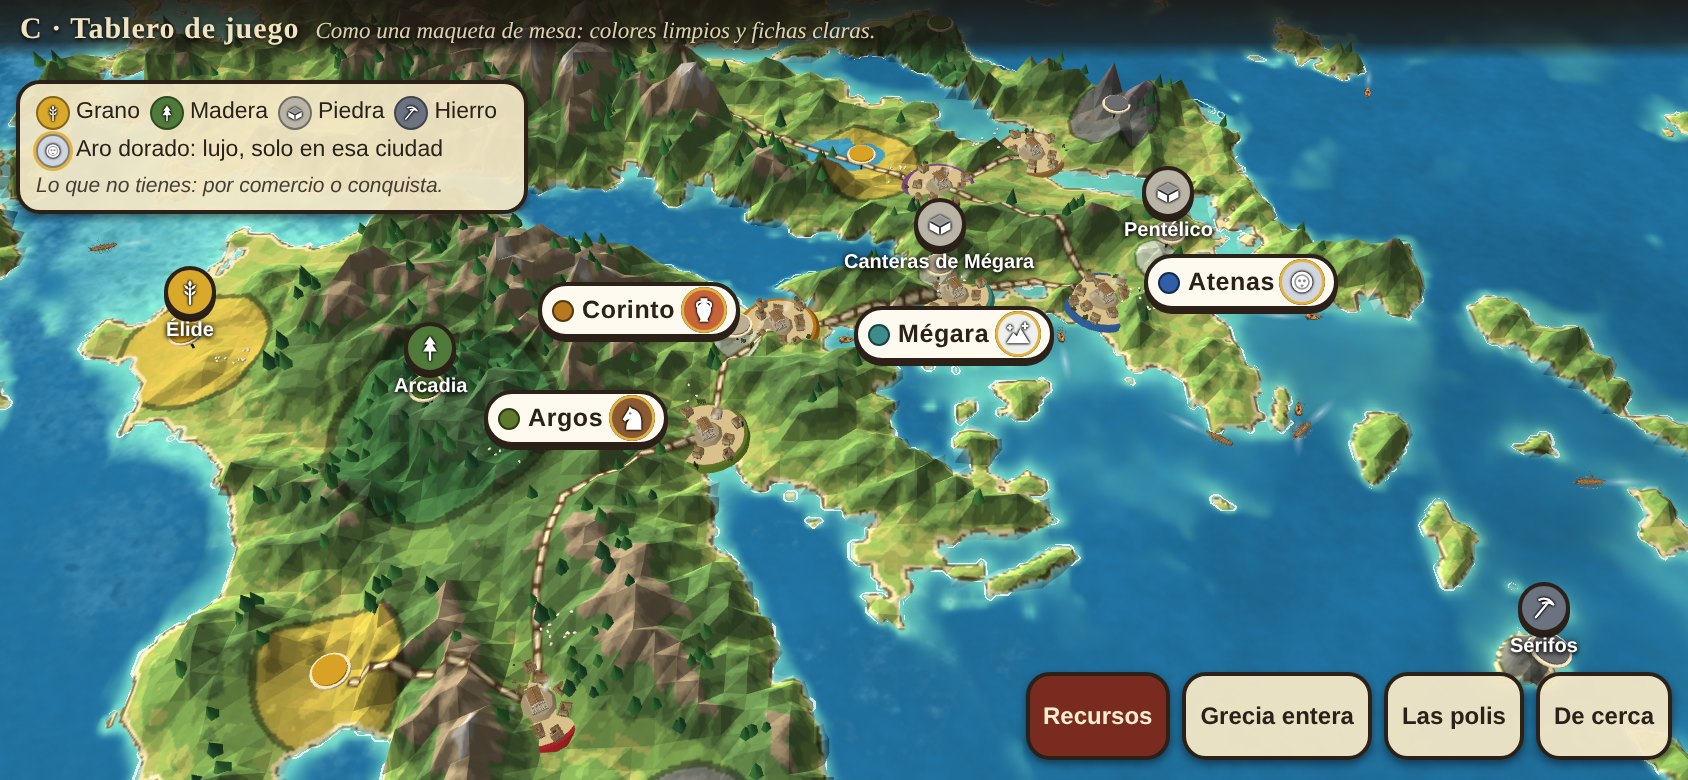 C · Tablero de juego Como una maqueta de mesa: colores limpios y fichas claras.
Grano Madera Piedra Hierro
Aro dorado: lujo, solo en esa ciudad
Lo que no tienes: por comercio o conquista.
Pentélico
Canteras de Mégara
Atenas
Élide
Corinto
Mégara
Arcadia
Argos
Sérifos
Recursos
Grecia entera
Las polis
De cerca